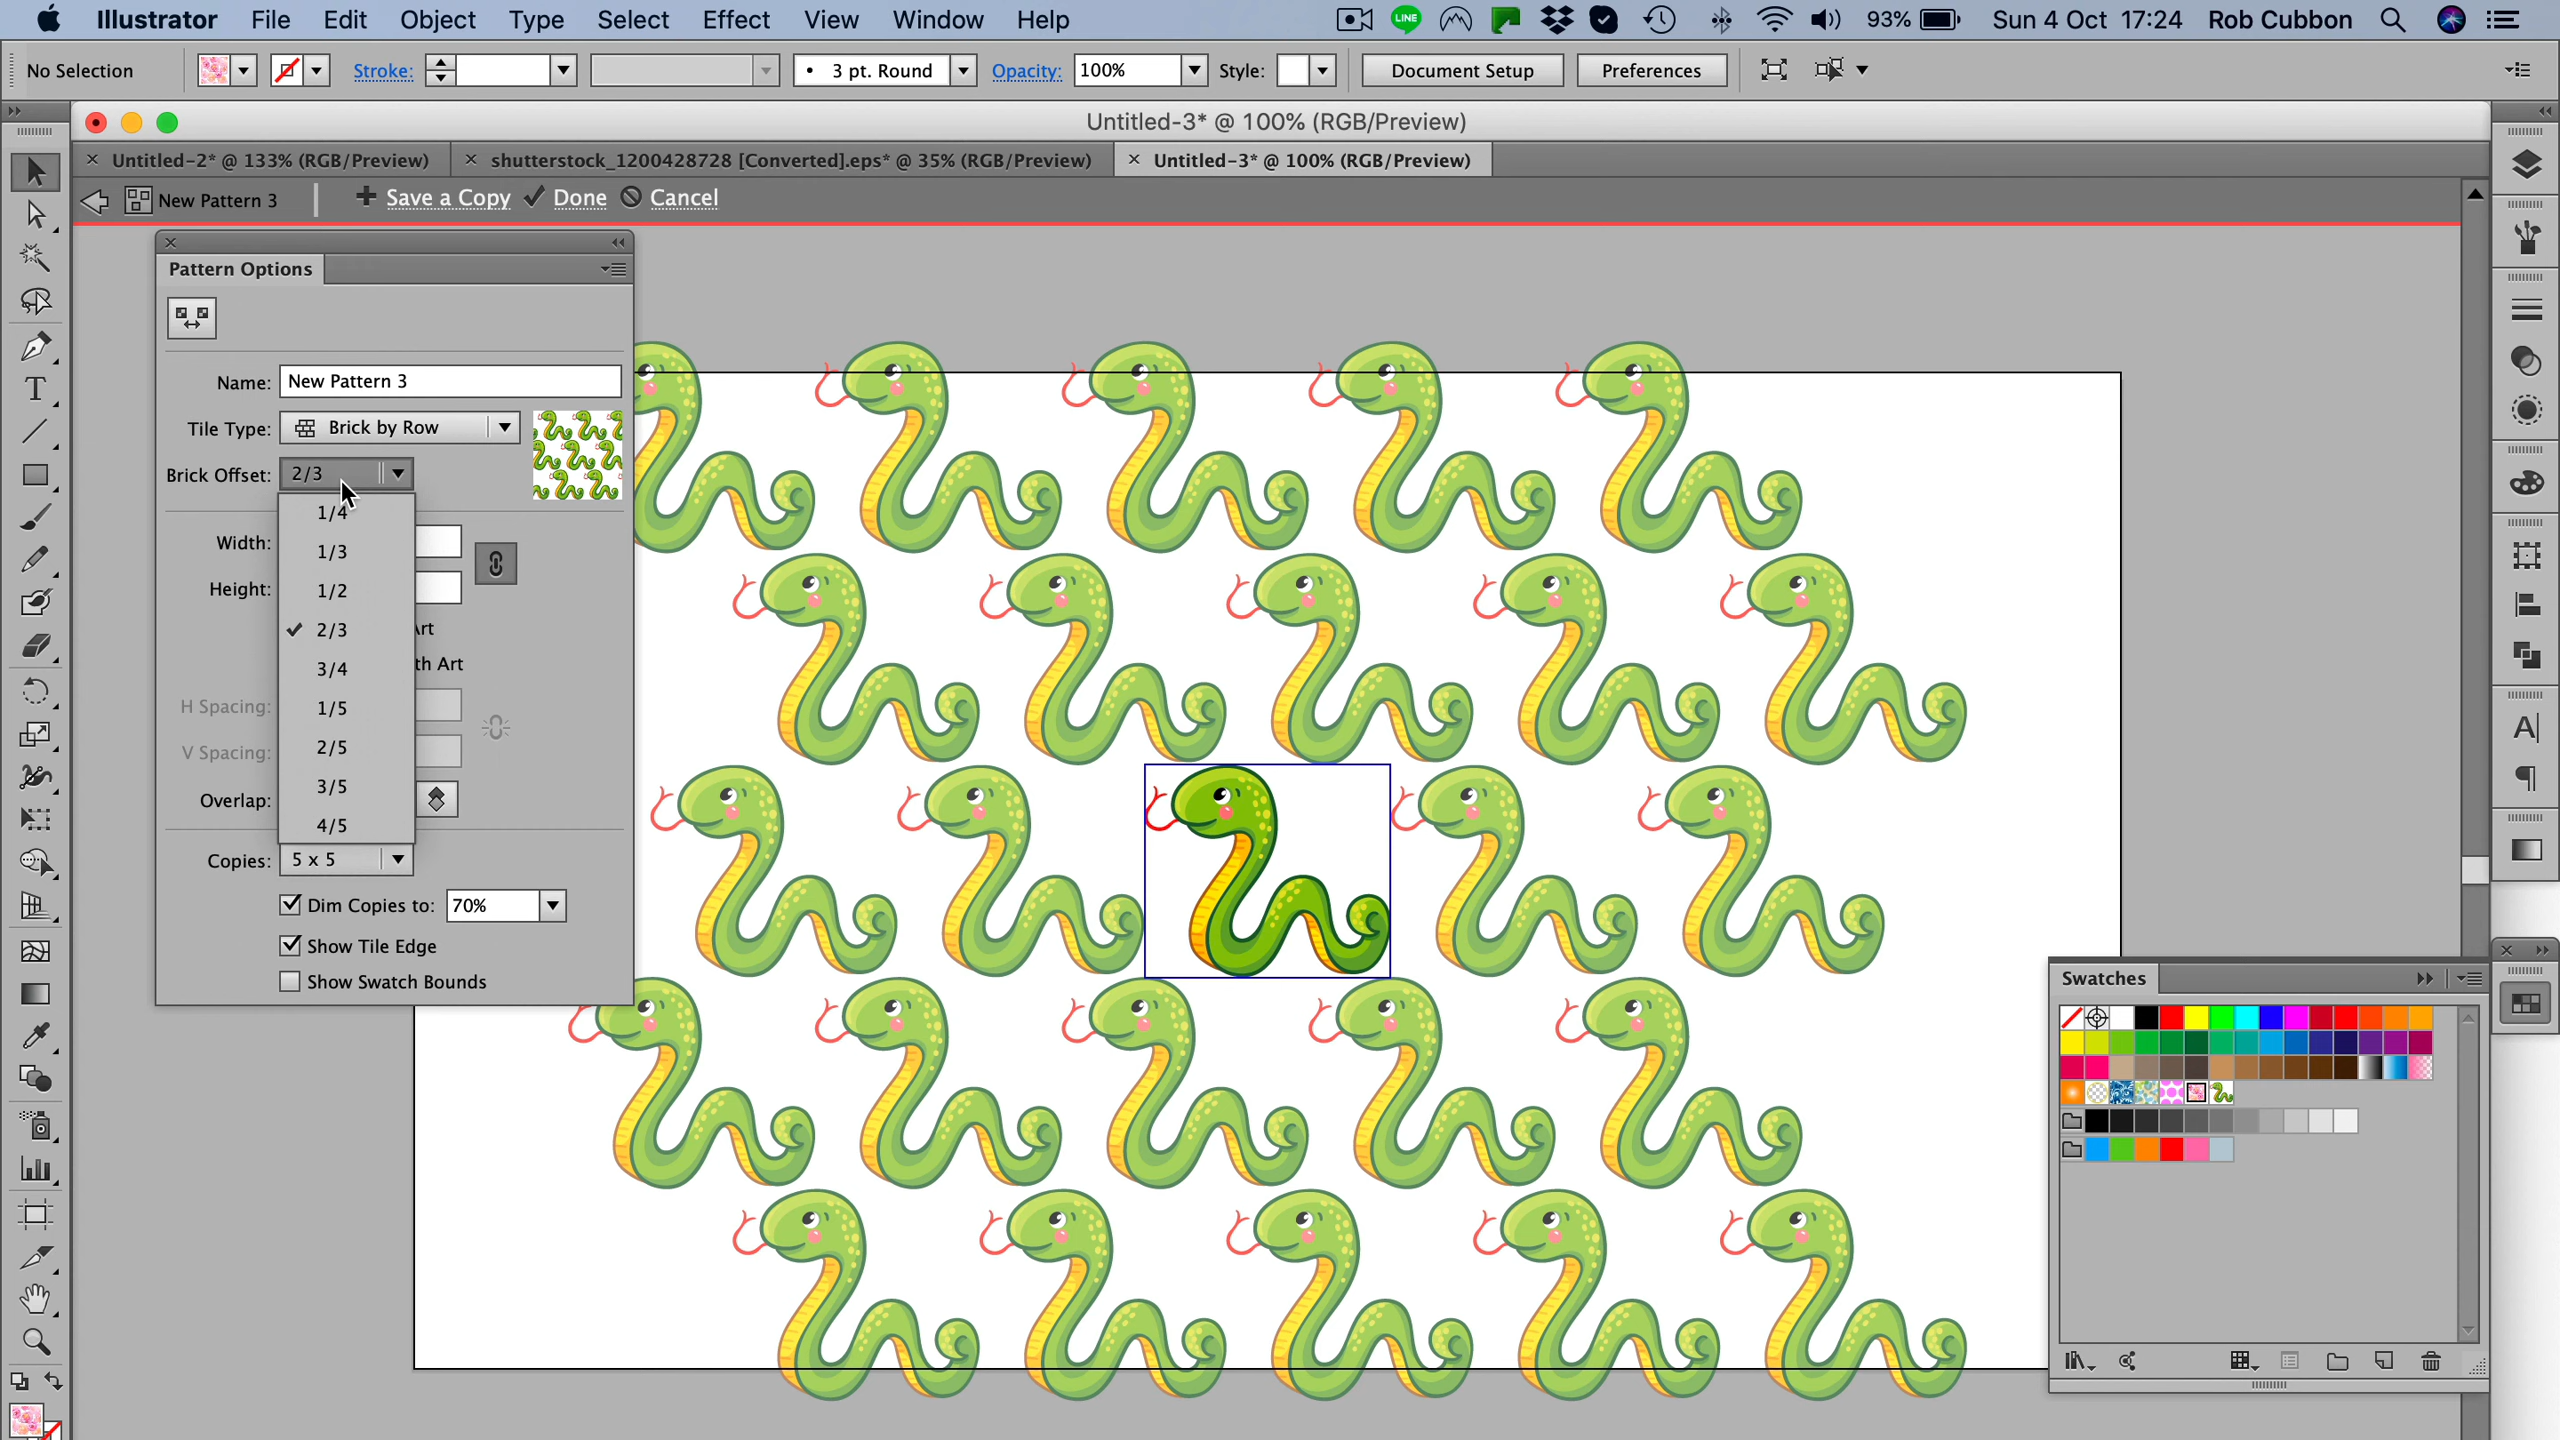 Illustrator File Edit Object Type Select Effect View Window Help LINE 93% Sun 4 Oct 17:24 Rob Cubbon
No Selection Stroke: 3 pt. Round Opacity: 100% Style: Document Setup Preferences
Untitled-3* @ 100% (RGB/Preview)
Untitled-2* @ 133% (RGB/Preview) shutterstock_1200428728 [Converted].eps* @ 35% (RGB/Preview) Untitled-3* @ 100% (RGB/Preview)
New Pattern 3 Save a Copy Done Cancel
Pattern Options
Name: New Pattern 3
Tile Type: Brick by Row
Brick Offset: 2/3
1/4
Width:
1/3
Height: 1/2
2/3 Art
3/4 th Art
H Spacing: 1/5
V Spacing: 2/5
3/5
Overlap:
4/5
Copies: 5 x 5
Dim Copies to: 70%
Show Tile Edge
Show Swatch Bounds
Swatches